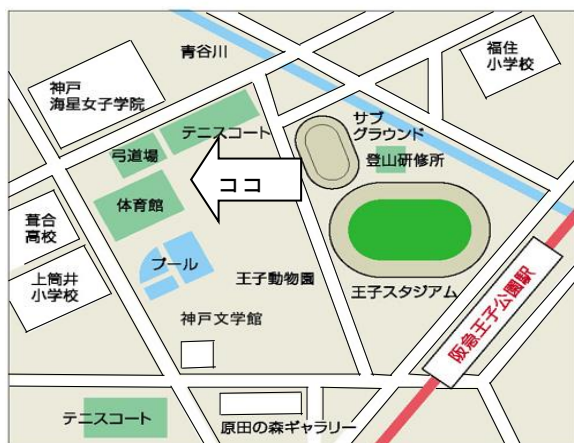 青谷川
福住
小学校
神戸
海星女子学院
テニスコート
サブ
グラウンド
弓道場
登山研修所
ココ
体育館
葺合
高校
プール
王子動物園
上筒井
小学校
王子スタジアム
阪急王子公園駅
神戸文学館
テニスコート
原田の森ギャラリー